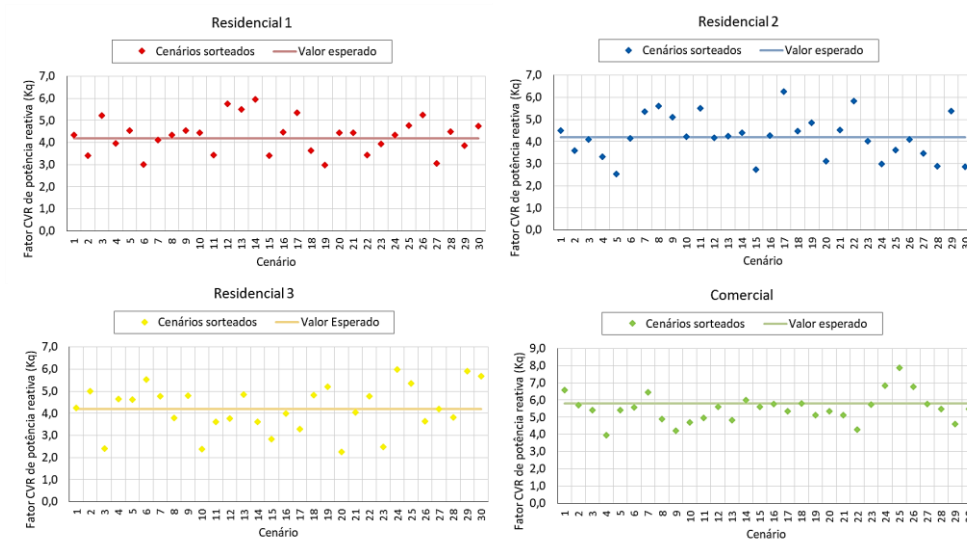 Residencial 1
Cenários sorteados Valor esperado
Fator CVR de potência reativa (Kq)
7,0
6,0
5,0
4,0
3,0
2,0
1,0
0,0
1 2 3 4 5 6 7 8 9 10 11 12 13 14 15 16 17 18 19 20 21 22 23 24 25 26 27 28 29 30
Cenário
Residencial 2
Cenários sorteados Valor esperado
Fator CVR de potência reativa (Kq)
7,0
6,0
5,0
4,0
3,0
2,0
1,0
0,0
1 2 3 4 5 6 7 8 9 10 11 12 13 14 15 16 17 18 19 20 21 22 23 24 25 26 27 28 29 30
Cenário
Residencial 3
Cenários sorteados Valor Esperado
Fator CVR de potência reativa (Kq)
7,0
6,0
5,0
4,0
3,0
2,0
1,0
0,0
1 2 3 4 5 6 7 8 9 10 11 12 13 14 15 16 17 18 19 20 21 22 23 24 25 26 27 28 29 30
Cenário
Comercial
Cenários sorteados Valor esperado
Fator CVR de potência reativa (Kq)
9,0
8,0
7,0
6,0
5,0
4,0
3,0
2,0
1,0
0,0
1 2 3 4 5 6 7 8 9 10 11 12 13 14 15 16 17 18 19 20 21 22 23 24 25 26 27 28 29 30
Cenário